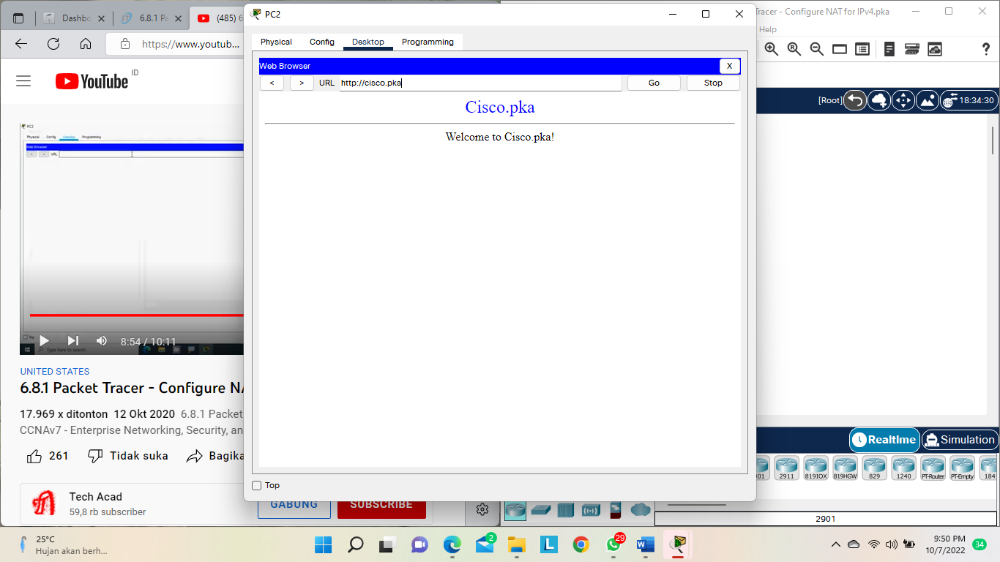 Dashbo
6.8.1 Pa
(485) 6
https://www.youtub...
YouTube
ID
PC2
Physical
Config
Desktop
Programming
Web Browser
URL
8:54 / 10:11
UNITED STATES
6.8.1 Packet Tracer - Configure NA
17.969 x ditonton 12 Okt 2020 6.8.1 Packet
CCNAv7 - Enterprise Networking, Security, an
261
Tidak suka
Bagika
Tech Acad
59,8 rb subscriber
GABUNG
SUBSCRIBE
PC2
Physical
Config
Desktop
Programming
Web Browser
X
<
>
URL
http://cisco.pka
Go
Stop
Cisco.pka
Welcome to Cisco.pka!
Top
Tracer - Configure NAT for IPv4.pka
Help
?
[Root]
18:34:30
Realtime
Simulation
901
2911
819IOX
819HGW
829
1240
PT-Router
PT-Empty
184
2901
25°C
Hujan akan berh...
2
29
9:50 PM
10/7/2022
34